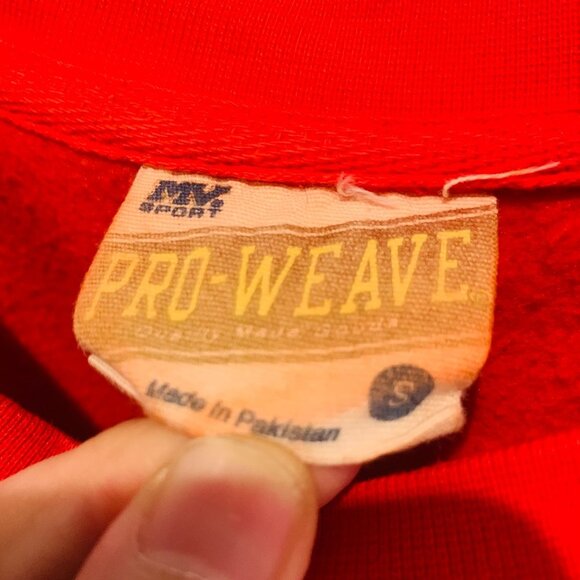 MV
SPORT
PRO-WEAVE
Quality Made Goods
S
Made in Pakistan